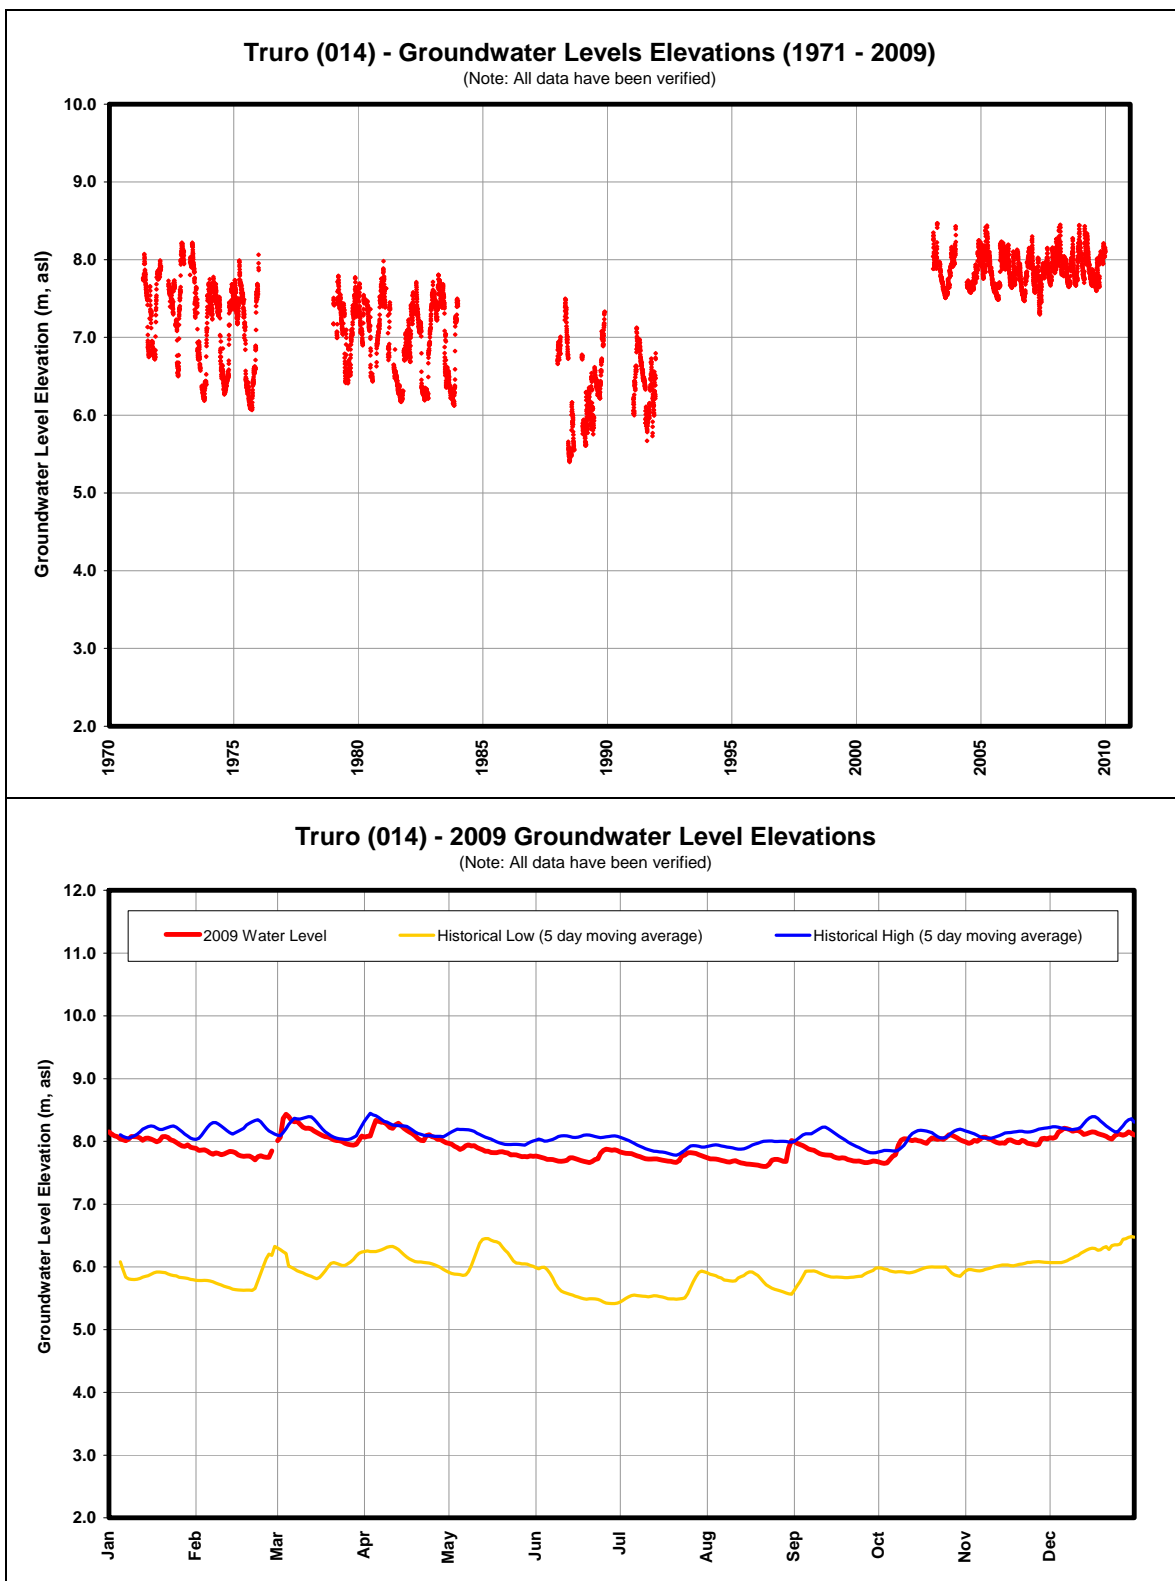 Truro (014) - Groundwater Levels Elevations (1971 - 2009)
(Note: All data have been verified)
Groundwater Level Elevation (m, asl)
10.0
9.0
8.0
7.0
6.0
5.0
4.0
3.0
2.0
1970 1975 1980 1985 1990 1995 2000 2005 2010
Truro (014) - 2009 Groundwater Level Elevations
(Note: All data have been verified)
Groundwater Level Elevation (m, asl)
12.0
2009 Water Level Historical Low (5 day moving average) Historical High (5 day moving average)
11.0
10.0
9.0
8.0
7.0
6.0
5.0
4.0
3.0
2.0
Jan Feb Mar Apr May Jun Jul Aug Sep Oct Nov Dec